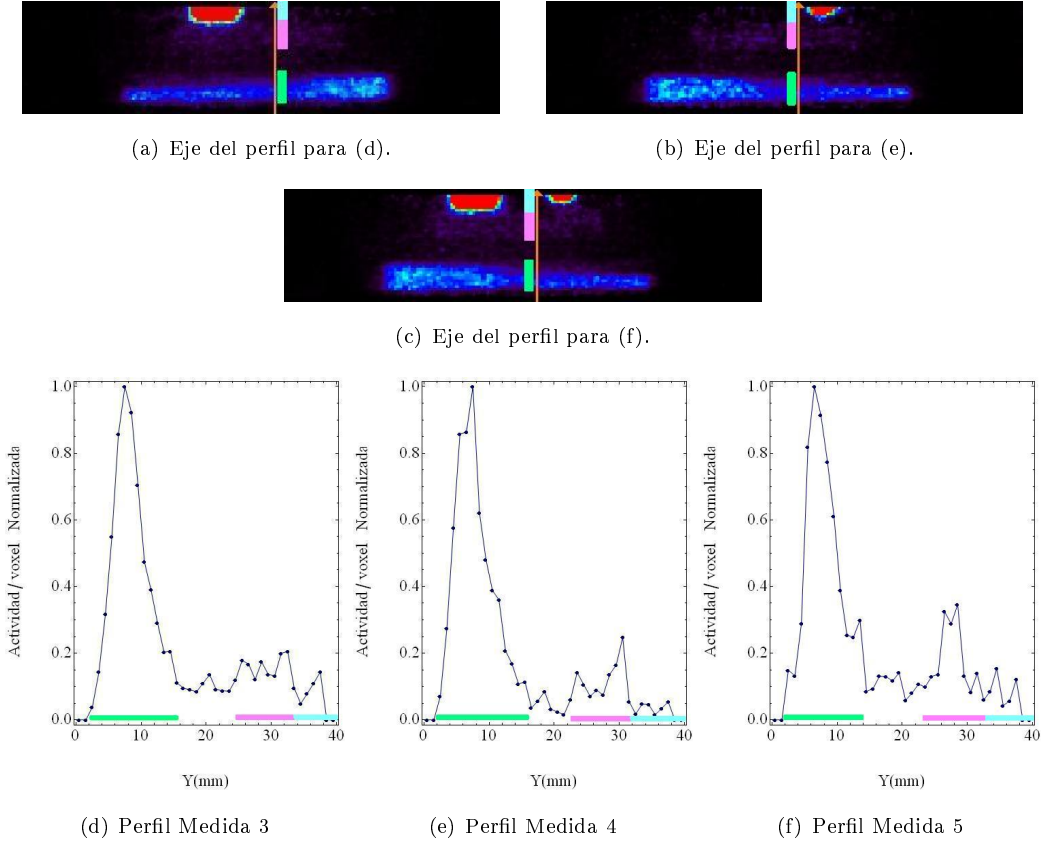 (a) Eje del perfil para (d).
(b) Eje del perfil para (e).
(c) Eje del perfil para (f).
Actividad/voxel Normalizada
1.0
0.8
0.6
0.4
0.2
0.0
0 10 20 30 40
Y(mm)
(d) Perfil Medida 3
Actividad/voxel Normalizada
1.0
0.8
0.6
0.4
0.2
0.0
0 10 20 30 40
Y(mm)
(e) Perfil Medida 4
Actividad/voxel Normalizada
1.0
0.8
0.6
0.4
0.2
0.0
0 10 20 30 40
Y(mm)
(f) Perfil Medida 5